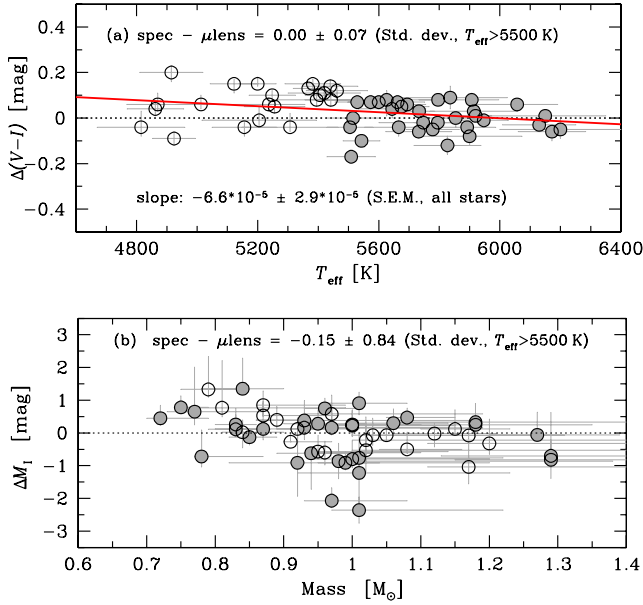 (a) spec − μlens = 0.00 ± 0.07 (Std. dev., Teff>5500 K)
0.4
0.2
0
−0.2
−0.4
Δ(V−I) [mag]
slope: −6.6*10⁻⁵ ± 2.9*10⁻⁵ (S.E.M., all stars)
4800 5200 5600 6000 6400
Teff [K]
(b) spec − μlens = −0.15 ± 0.84 (Std. dev., Teff>5500 K)
3
2
1
0
−1
−2
−3
ΔMI [mag]
0.6 0.7 0.8 0.9 1 1.1 1.2 1.3 1.4
Mass [M⊙]